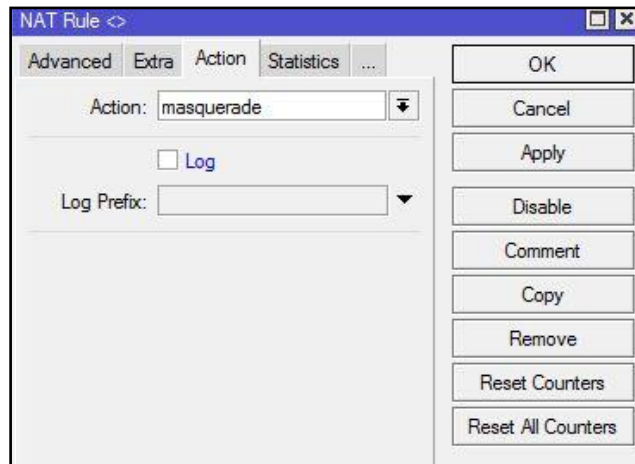 NAT Rule <>
Advanced Extra Action Statistics ...
Action: masquerade
Log
Log Prefix:
OK
Cancel
Apply
Disable
Comment
Copy
Remove
Reset Counters
Reset All Counters